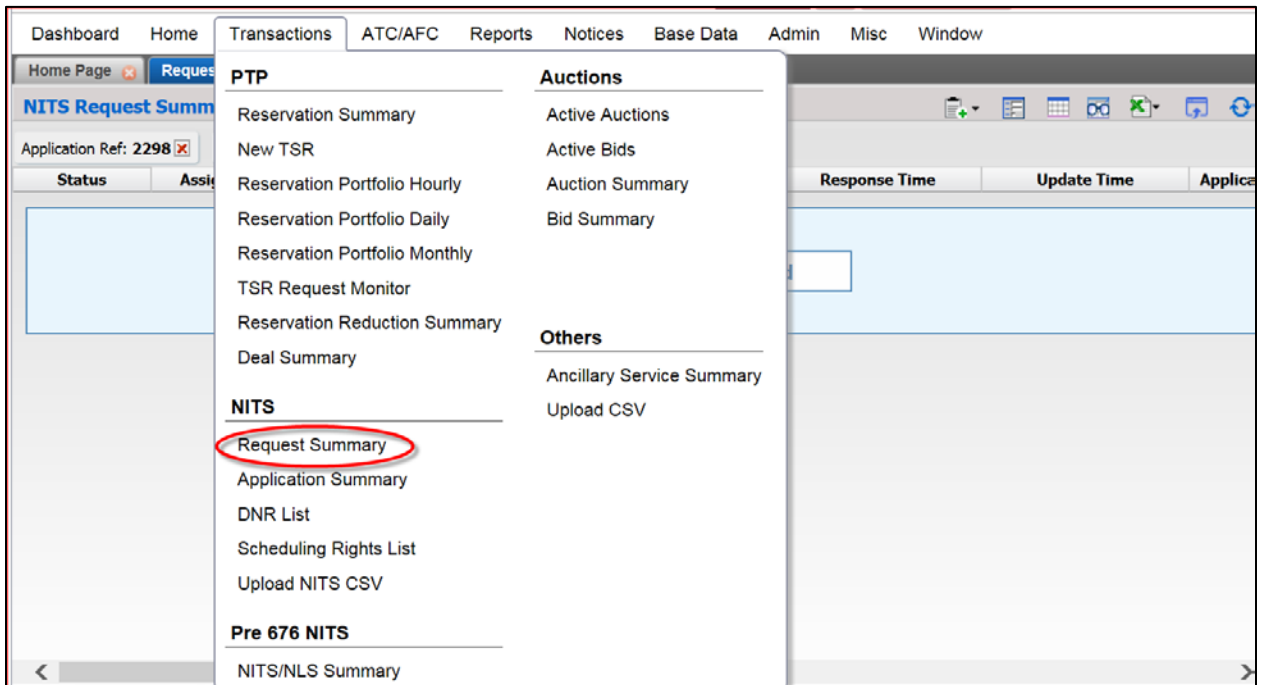 Dashboard Home Transactions ATC/AFC Reports Notices Base Data Admin Misc Window
Home Page Reques
NITS Request Summ
Application Ref: 2298
Status Assig Response Time Update Time Applica
PTP
Reservation Summary
New TSR
Reservation Portfolio Hourly
Reservation Portfolio Daily
Reservation Portfolio Monthly
TSR Request Monitor
Reservation Reduction Summary
Deal Summary
NITS
Request Summary
Application Summary
DNR List
Scheduling Rights List
Upload NITS CSV
Pre 676 NITS
NITS/NLS Summary
Auctions
Active Auctions
Active Bids
Auction Summary
Bid Summary
Others
Ancillary Service Summary
Upload CSV